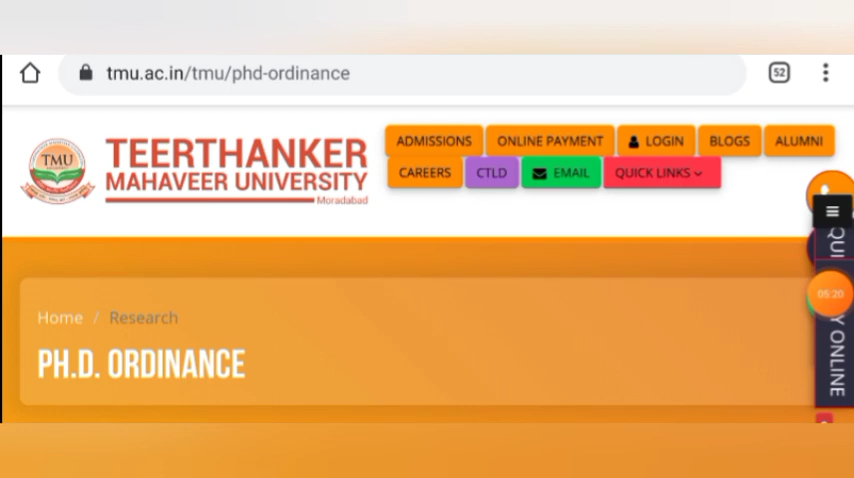 tmu.ac.in/tmu/phd-ordinance
52
TMU
TEERTHANKER
MAHAVEER UNIVERSITY
Moradabad
ADMISSIONS
ONLINE PAYMENT
LOGIN
BLOGS
ALUMNI
CAREERS
CTLD
EMAIL
QUICK LINKS
QUI
05:20
Y ONLINE
Home / Research
PH.D. ORDINANCE